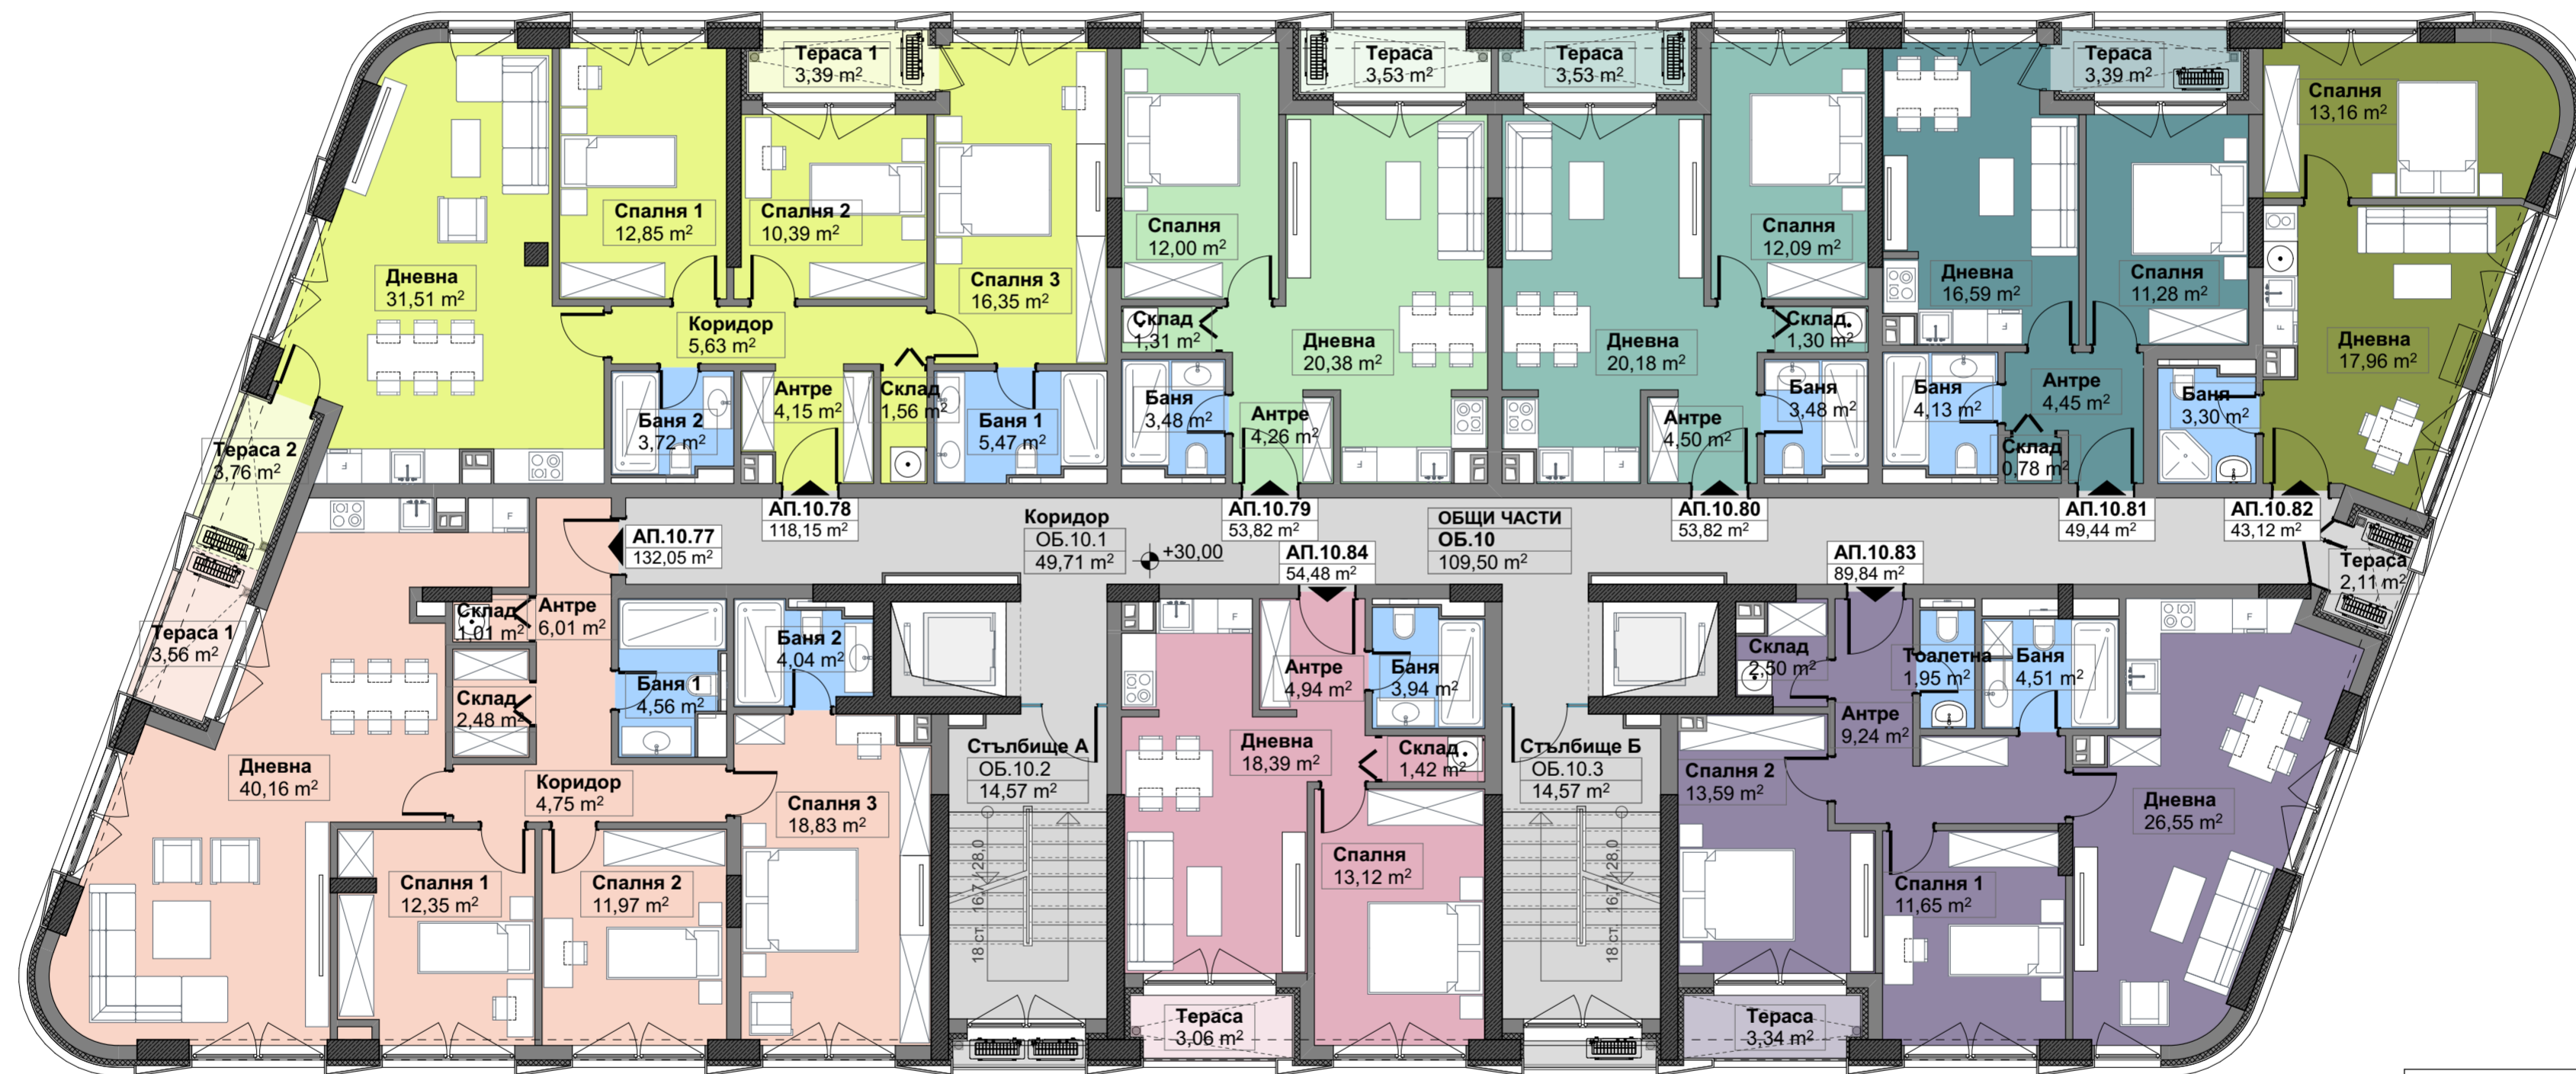 Тераса 1
3,39 m²
Тераса
3,53 m²
Тераса
3,53 m²
Тераса
3,39 m²
Спалня
13,16 m²
Спалня 1
12,85 m²
Спалня 2
10,39 m²
Спалня
12,00 m²
Спалня
12,09 m²
Дневна
31,51 m²
Спалня 3
16,35 m²
Дневна
16,59 m²
Спалня
11,28 m²
Коридор
5,63 m²
Склад
1,31 m²
Дневна
20,38 m²
Дневна
20,18 m²
Склад
1,30 m²
Дневна
17,96 m²
Баня 2
3,72 m²
Антре
4,15 m²
Склад
1,56 m²
Баня 1
5,47 m²
Баня
3,48 m²
Антре
4,26 m²
Антре
4,50 m²
Баня
3,48 m²
Баня
4,13 m²
Антре
4,45 m²
Склад
0,78 m²
Баня
3,30 m²
Тераса 2
3,76 m²
F
F
F
F
F
F
АП.10.77
132,05 m²
АП.10.78
118,15 m²
Коридор
ОБ.10.1
49,71 m²
+30,00
АП.10.79
53,82 m²
АП.10.84
54,48 m²
ОБЩИ ЧАСТИ
ОБ.10
109,50 m²
АП.10.80
53,82 m²
АП.10.83
89,84 m²
АП.10.81
49,44 m²
АП.10.82
43,12 m²
Тераса
2,11 m²
Тераса 1
3,56 m²
F
F
F
Склад
1,01 m²
Антре
6,01 m²
Склад
2,48 m²
Баня 1
4,56 m²
Баня 2
4,04 m²
Антре
4,94 m²
Баня
3,94 m²
Склад
2,50 m²
Тоалетна
1,95 m²
Баня
4,51 m²
Антре
9,24 m²
Дневна
40,16 m²
Коридор
4,75 m²
Спалня 3
18,83 m²
Стълбище А
ОБ.10.2
14,57 m²
Дневна
18,39 m²
Склад
1,42 m²
Стълбище Б
ОБ.10.3
14,57 m²
Спалня 2
13,59 m²
Дневна
26,55 m²
Спалня 1
12,35 m²
Спалня 2
11,97 m²
18 ст. 16,7 / 28,0
Спалня
13,12 m²
18 ст. 16,7 / 28,0
Спалня 1
11,65 m²
Тераса
3,06 m²
Тераса
3,34 m²